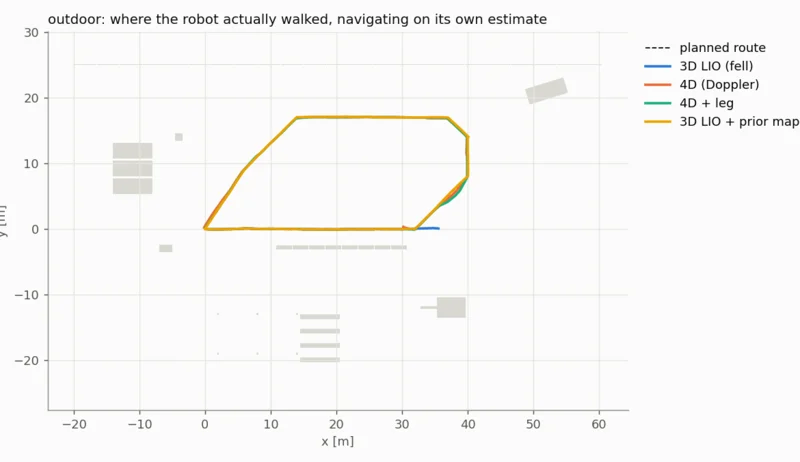 outdoor: where the robot actually walked, navigating on its own estimate
30
20
10
0
−10
−20
y [m]
−20
−10
0
10
20
30
40
50
60
x [m]
planned route
3D LIO (fell)
4D (Doppler)
4D + leg
3D LIO + prior map